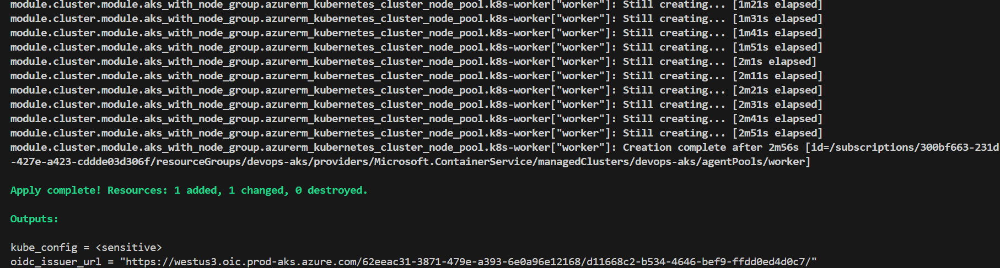 module.cluster.module.aks_with_node_group.azurerm_kubernetes_cluster_node_pool.k8s-worker["worker"]: Still creating... [1m21s elapsed]
module.cluster.module.aks_with_node_group.azurerm_kubernetes_cluster_node_pool.k8s-worker["worker"]: Still creating... [1m31s elapsed]
module.cluster.module.aks_with_node_group.azurerm_kubernetes_cluster_node_pool.k8s-worker["worker"]: Still creating... [1m41s elapsed]
module.cluster.module.aks_with_node_group.azurerm_kubernetes_cluster_node_pool.k8s-worker["worker"]: Still creating... [1m51s elapsed]
module.cluster.module.aks_with_node_group.azurerm_kubernetes_cluster_node_pool.k8s-worker["worker"]: Still creating... [2m1s elapsed]
module.cluster.module.aks_with_node_group.azurerm_kubernetes_cluster_node_pool.k8s-worker["worker"]: Still creating... [2m11s elapsed]
module.cluster.module.aks_with_node_group.azurerm_kubernetes_cluster_node_pool.k8s-worker["worker"]: Still creating... [2m21s elapsed]
module.cluster.module.aks_with_node_group.azurerm_kubernetes_cluster_node_pool.k8s-worker["worker"]: Still creating... [2m31s elapsed]
module.cluster.module.aks_with_node_group.azurerm_kubernetes_cluster_node_pool.k8s-worker["worker"]: Still creating... [2m41s elapsed]
module.cluster.module.aks_with_node_group.azurerm_kubernetes_cluster_node_pool.k8s-worker["worker"]: Still creating... [2m51s elapsed]
module.cluster.module.aks_with_node_group.azurerm_kubernetes_cluster_node_pool.k8s-worker["worker"]: Creation complete after 2m56s [id=/subscriptions/300bf663-231d
-427e-a423-cddde03d306f/resourceGroups/devops-aks/providers/Microsoft.ContainerService/managedClusters/devops-aks/agentPools/worker]
Apply complete! Resources: 1 added, 1 changed, 0 destroyed.
Outputs:
kube_config = <sensitive>
oidc_issuer_url = "https://westus3.oic.prod-aks.azure.com/62eeac31-3871-479e-a393-6e0a96e12168/d11668c2-b534-4646-bef9-ffdd0ed4d0c7/"